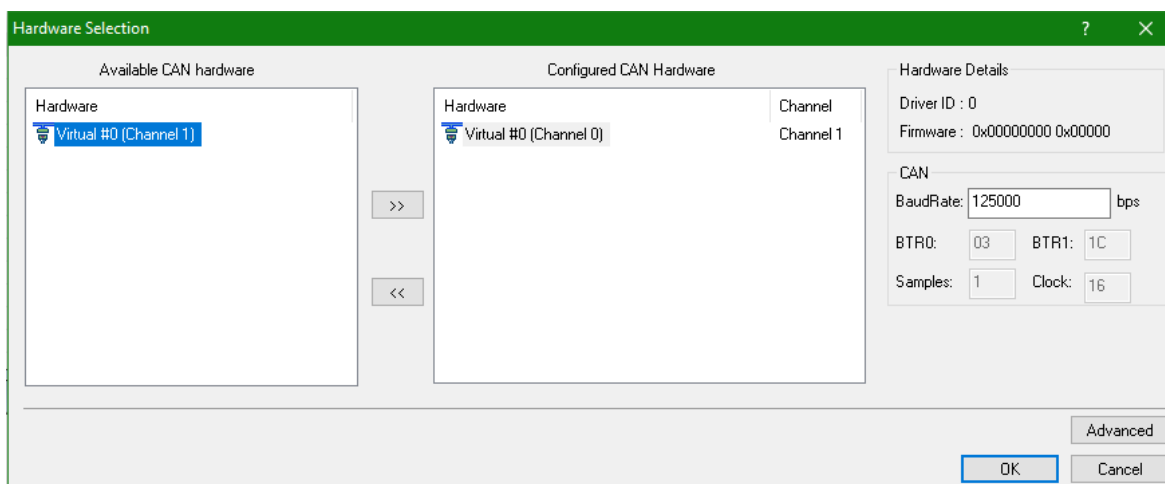 Hardware Selection
?
Available CAN hardware
Configured CAN Hardware
Hardware Details
Hardware
Hardware Channel
Driver ID : 0
Virtual #0 (Channel 1)
Virtual #0 (Channel 0) Channel 1
Firmware : 0x00000000 0x00000
CAN
>>
BaudRate: 125000 bps
BTR0: 03 BTR1: 1C
<<
Samples: 1 Clock: 16
Advanced
OK
Cancel